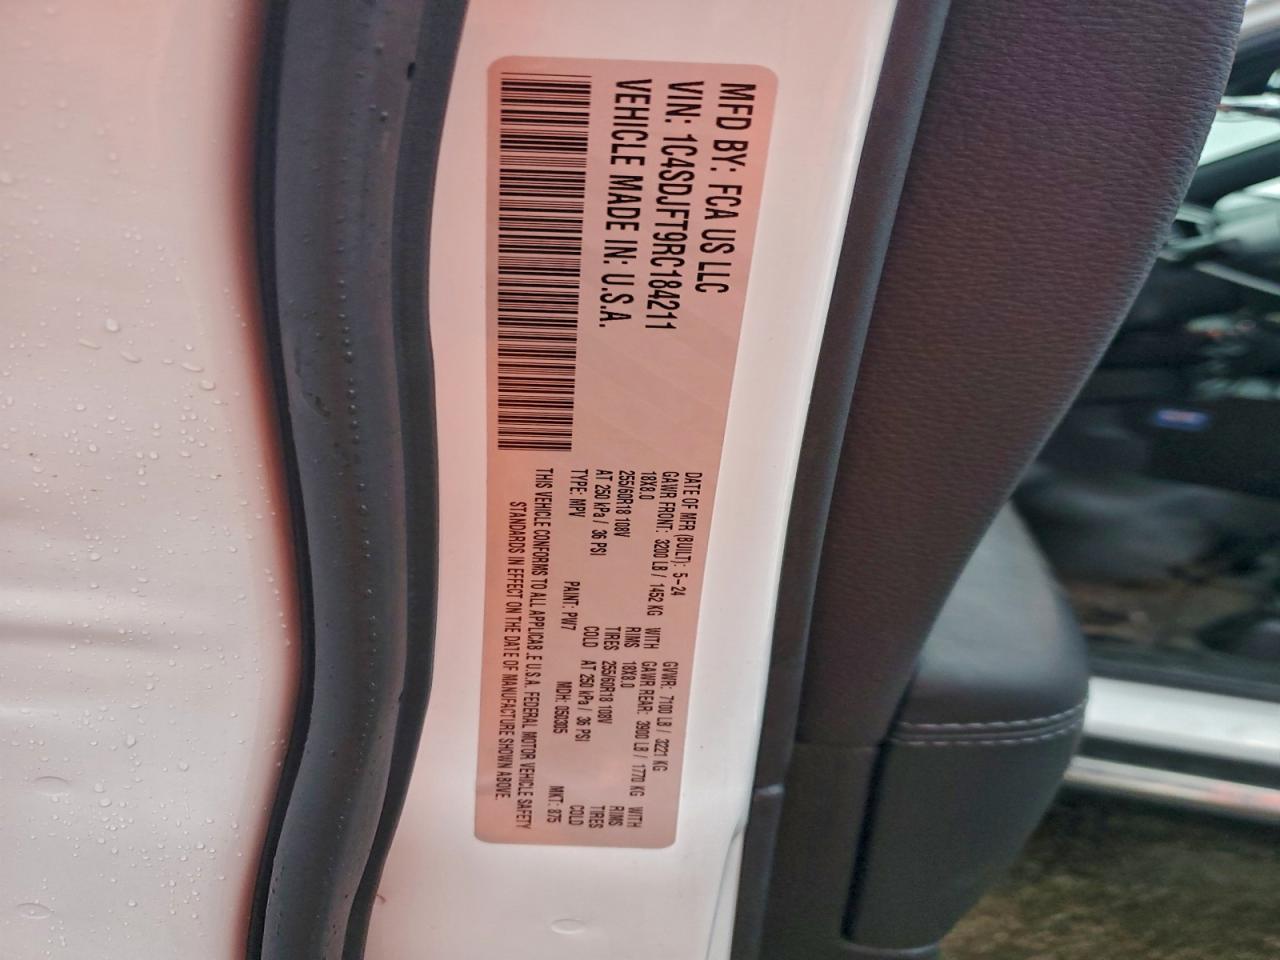 MFD BY: FCA US LLC
VIN: 1C4SDJFT9RC184211
VEHICLE MADE IN: U.S.A.
DATE OF MFR (BUILT): 5-24 GVWR: 7100 LB / 3221 KG
GAWR FRONT: 3200 LB / 1452 KG WITH GAWR REAR: 3900 LB / 1770 KG WITH
18X8.0 RIMS 18X8.0 RIMS
255/60R18 108V TIRES 255/60R18 108V TIRES
AT 250 kPa / 36 PSI COLD AT 250 kPa / 36 PSI COLD
TYPE: MPV PAINT: PW7 MDH: 050305 MKT: 875
THIS VEHICLE CONFORMS TO ALL APPLICAB.E U.S.A. FEDERAL MOTOR VEHICLE SAFETY
STANDARDS IN EFFECT ON THE DATE OF MANUFACTURE SHOWN ABOVE.